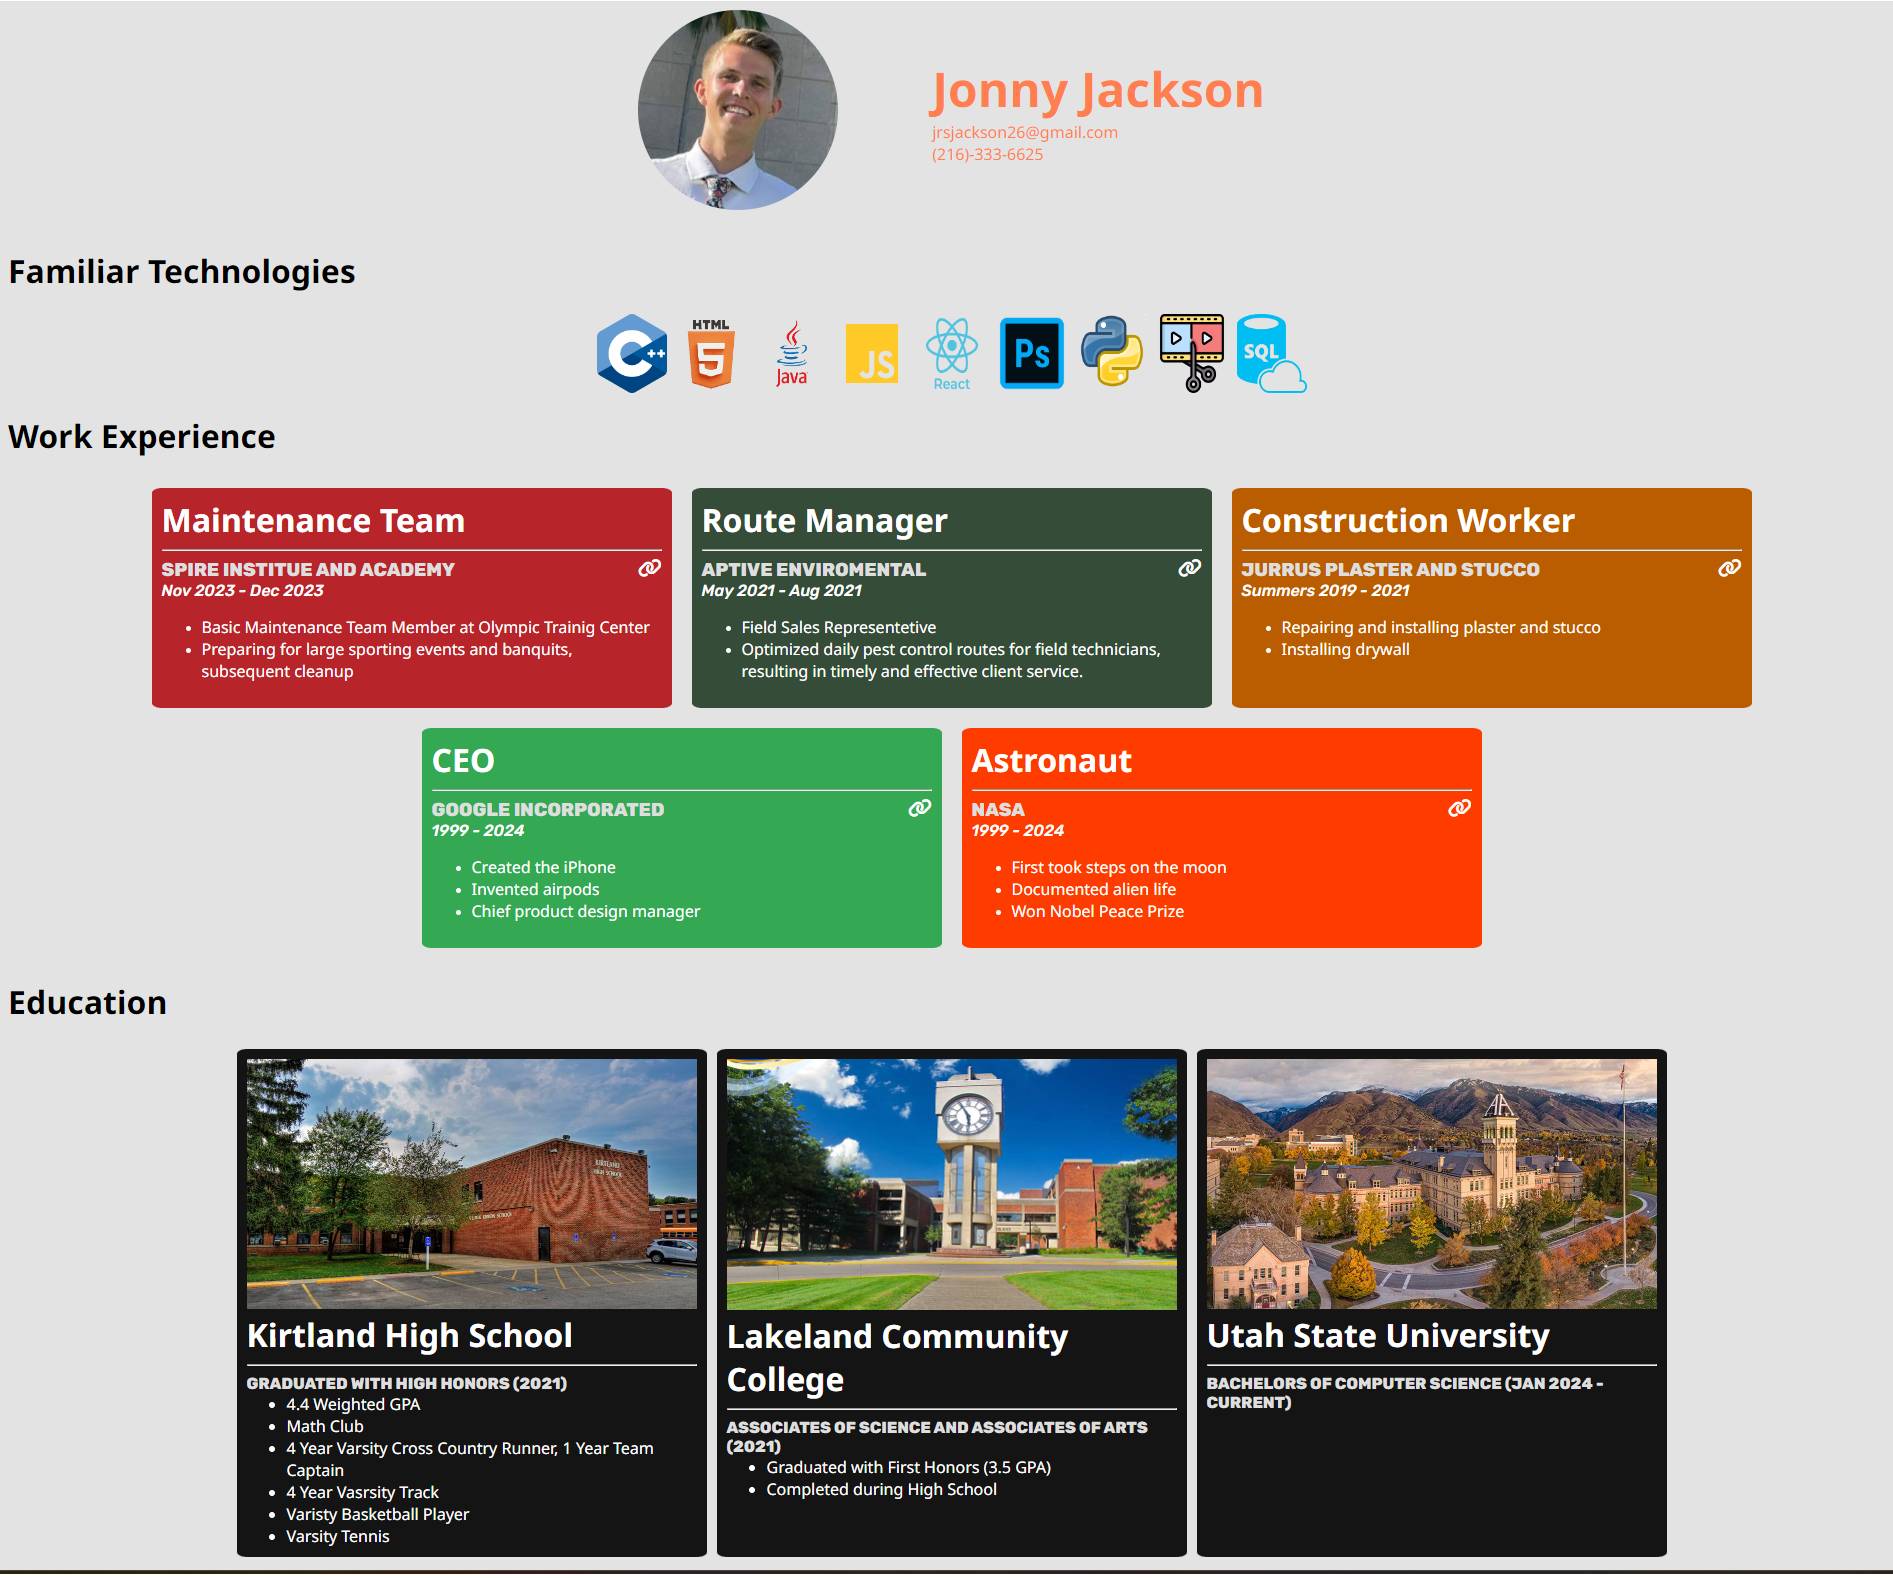 Jonny Jackson
jrsjackson26@gmail.com
(216)-333-6625
Familiar Technologies
C++
HTML
5
Java
JS
React
Ps
SQL
Work Experience
Maintenance Team
SPIRE INSTITUE AND ACADEMY
Nov 2023 - Dec 2023
Basic Maintenance Team Member at Olympic Trainig Center
Preparing for large sporting events and banquits,
subsequent cleanup
Route Manager
APTIVE ENVIROMENTAL
May 2021 - Aug 2021
Field Sales Representetive
Optimized daily pest control routes for field technicians,
resulting in timely and effective client service.
Construction Worker
JURRUS PLASTER AND STUCCO
Summers 2019 - 2021
Repairing and installing plaster and stucco
Installing drywall
CEO
GOOGLE INCORPORATED
1999 - 2024
Created the iPhone
Invented airpods
Chief product design manager
Astronaut
NASA
1999 - 2024
First took steps on the moon
Documented alien life
Won Nobel Peace Prize
Education
KIRTLAND
HIGH SCHOOL
Kirtland High School
GRADUATED WITH HIGH HONORS (2021)
4.4 Weighted GPA
Math Club
4 Year Varsity Cross Country Runner, 1 Year Team
Captain
4 Year Vasrsity Track
Varisty Basketball Player
Varsity Tennis
Lakeland Community
College
ASSOCIATES OF SCIENCE AND ASSOCIATES OF ARTS
(2021)
Graduated with First Honors (3.5 GPA)
Completed during High School
A
Utah State University
BACHELORS OF COMPUTER SCIENCE (JAN 2024 -
CURRENT)